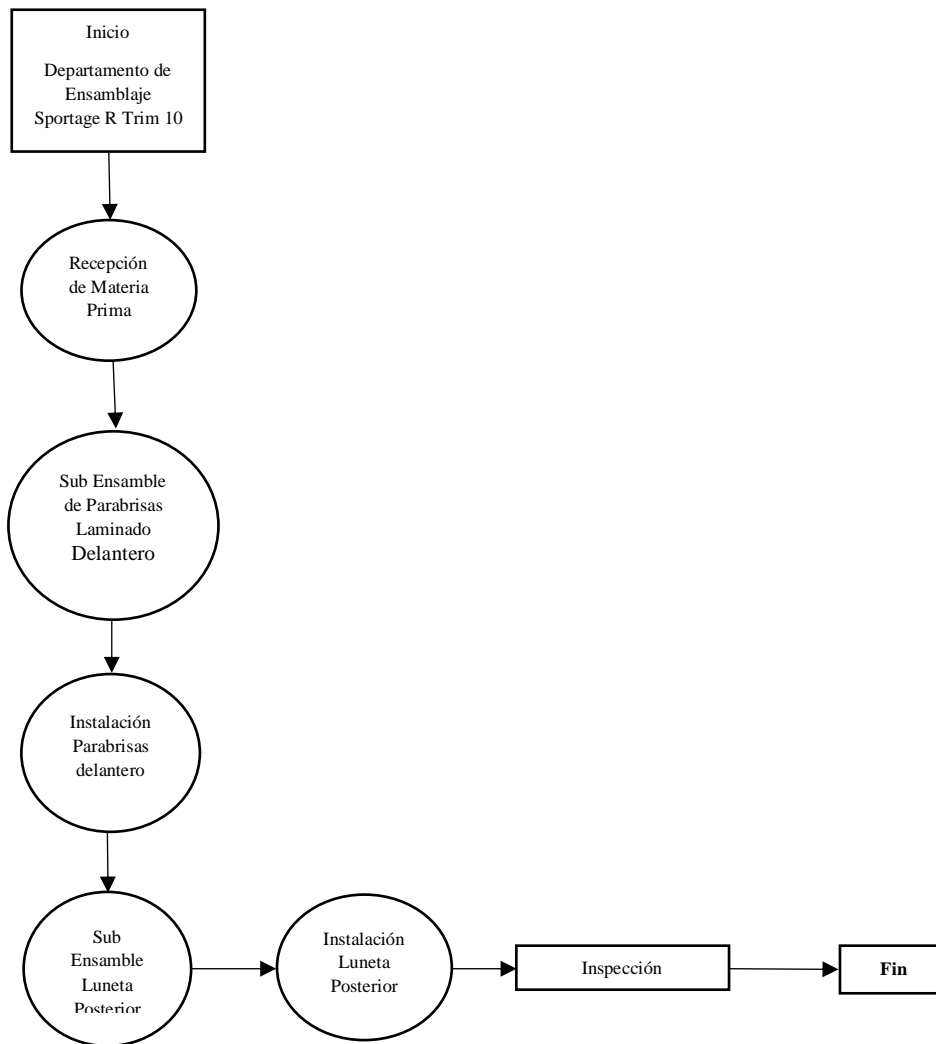 Inicio
Departamento de
Ensamblaje
Sportage R Trim 10
Recepción
de Materia
Prima
Sub Ensamble
de Parabrisas
Laminado
Delantero
Instalación
Parabrisas
delantero
Sub
Ensamble
Luneta
Posterior
Instalación
Luneta
Posterior
Inspección
Fin